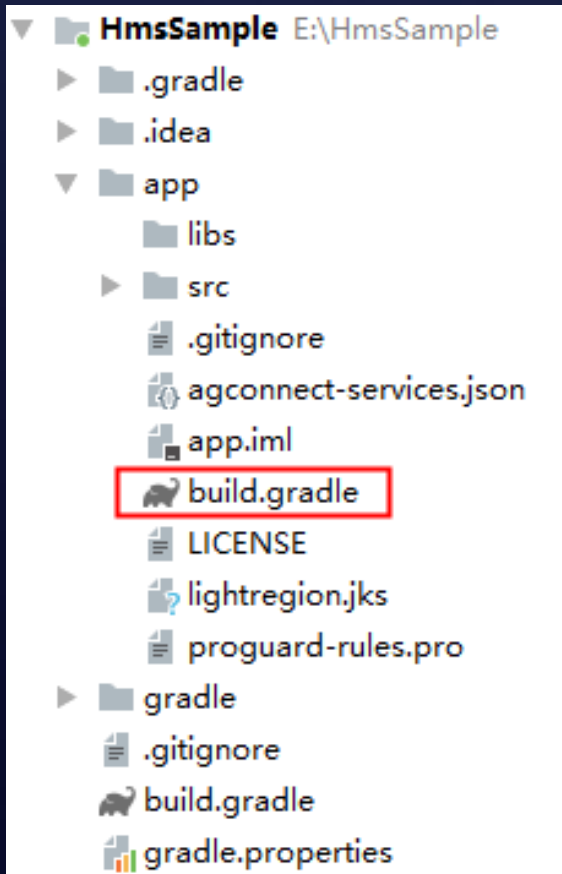 HmsSample E:\HmsSample
.gradle
.idea
app
libs
src
.gitignore
agconnect-services.json
app.iml
build.gradle
LICENSE
lightregion.jks
proguard-rules.pro
gradle
.gitignore
build.gradle
gradle.properties